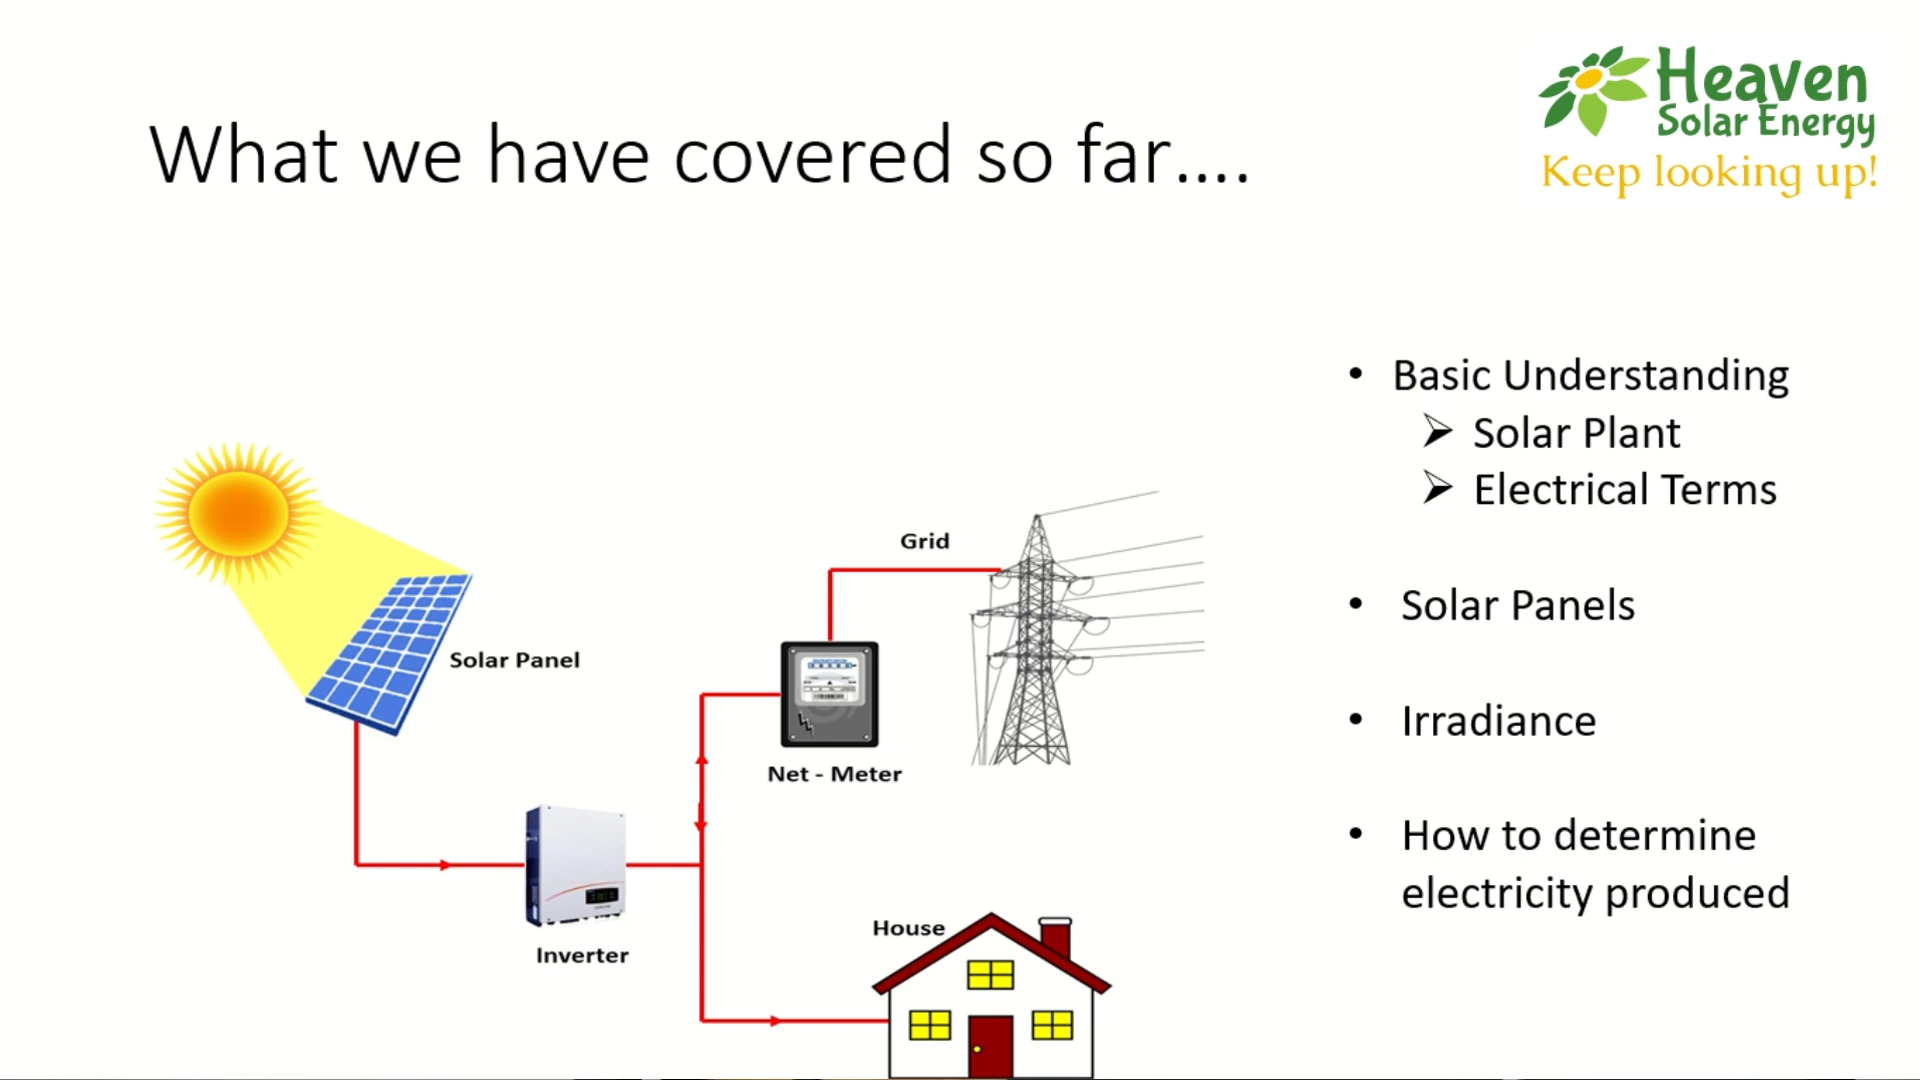 Heaven
Solar Energy
Keep looking up!
What we have covered so far....
• Basic Understanding
➢ Solar Plant
➢ Electrical Terms
• Solar Panels
• Irradiance
• How to determine
electricity produced
Grid
Solar Panel
Net - Meter
Inverter
House